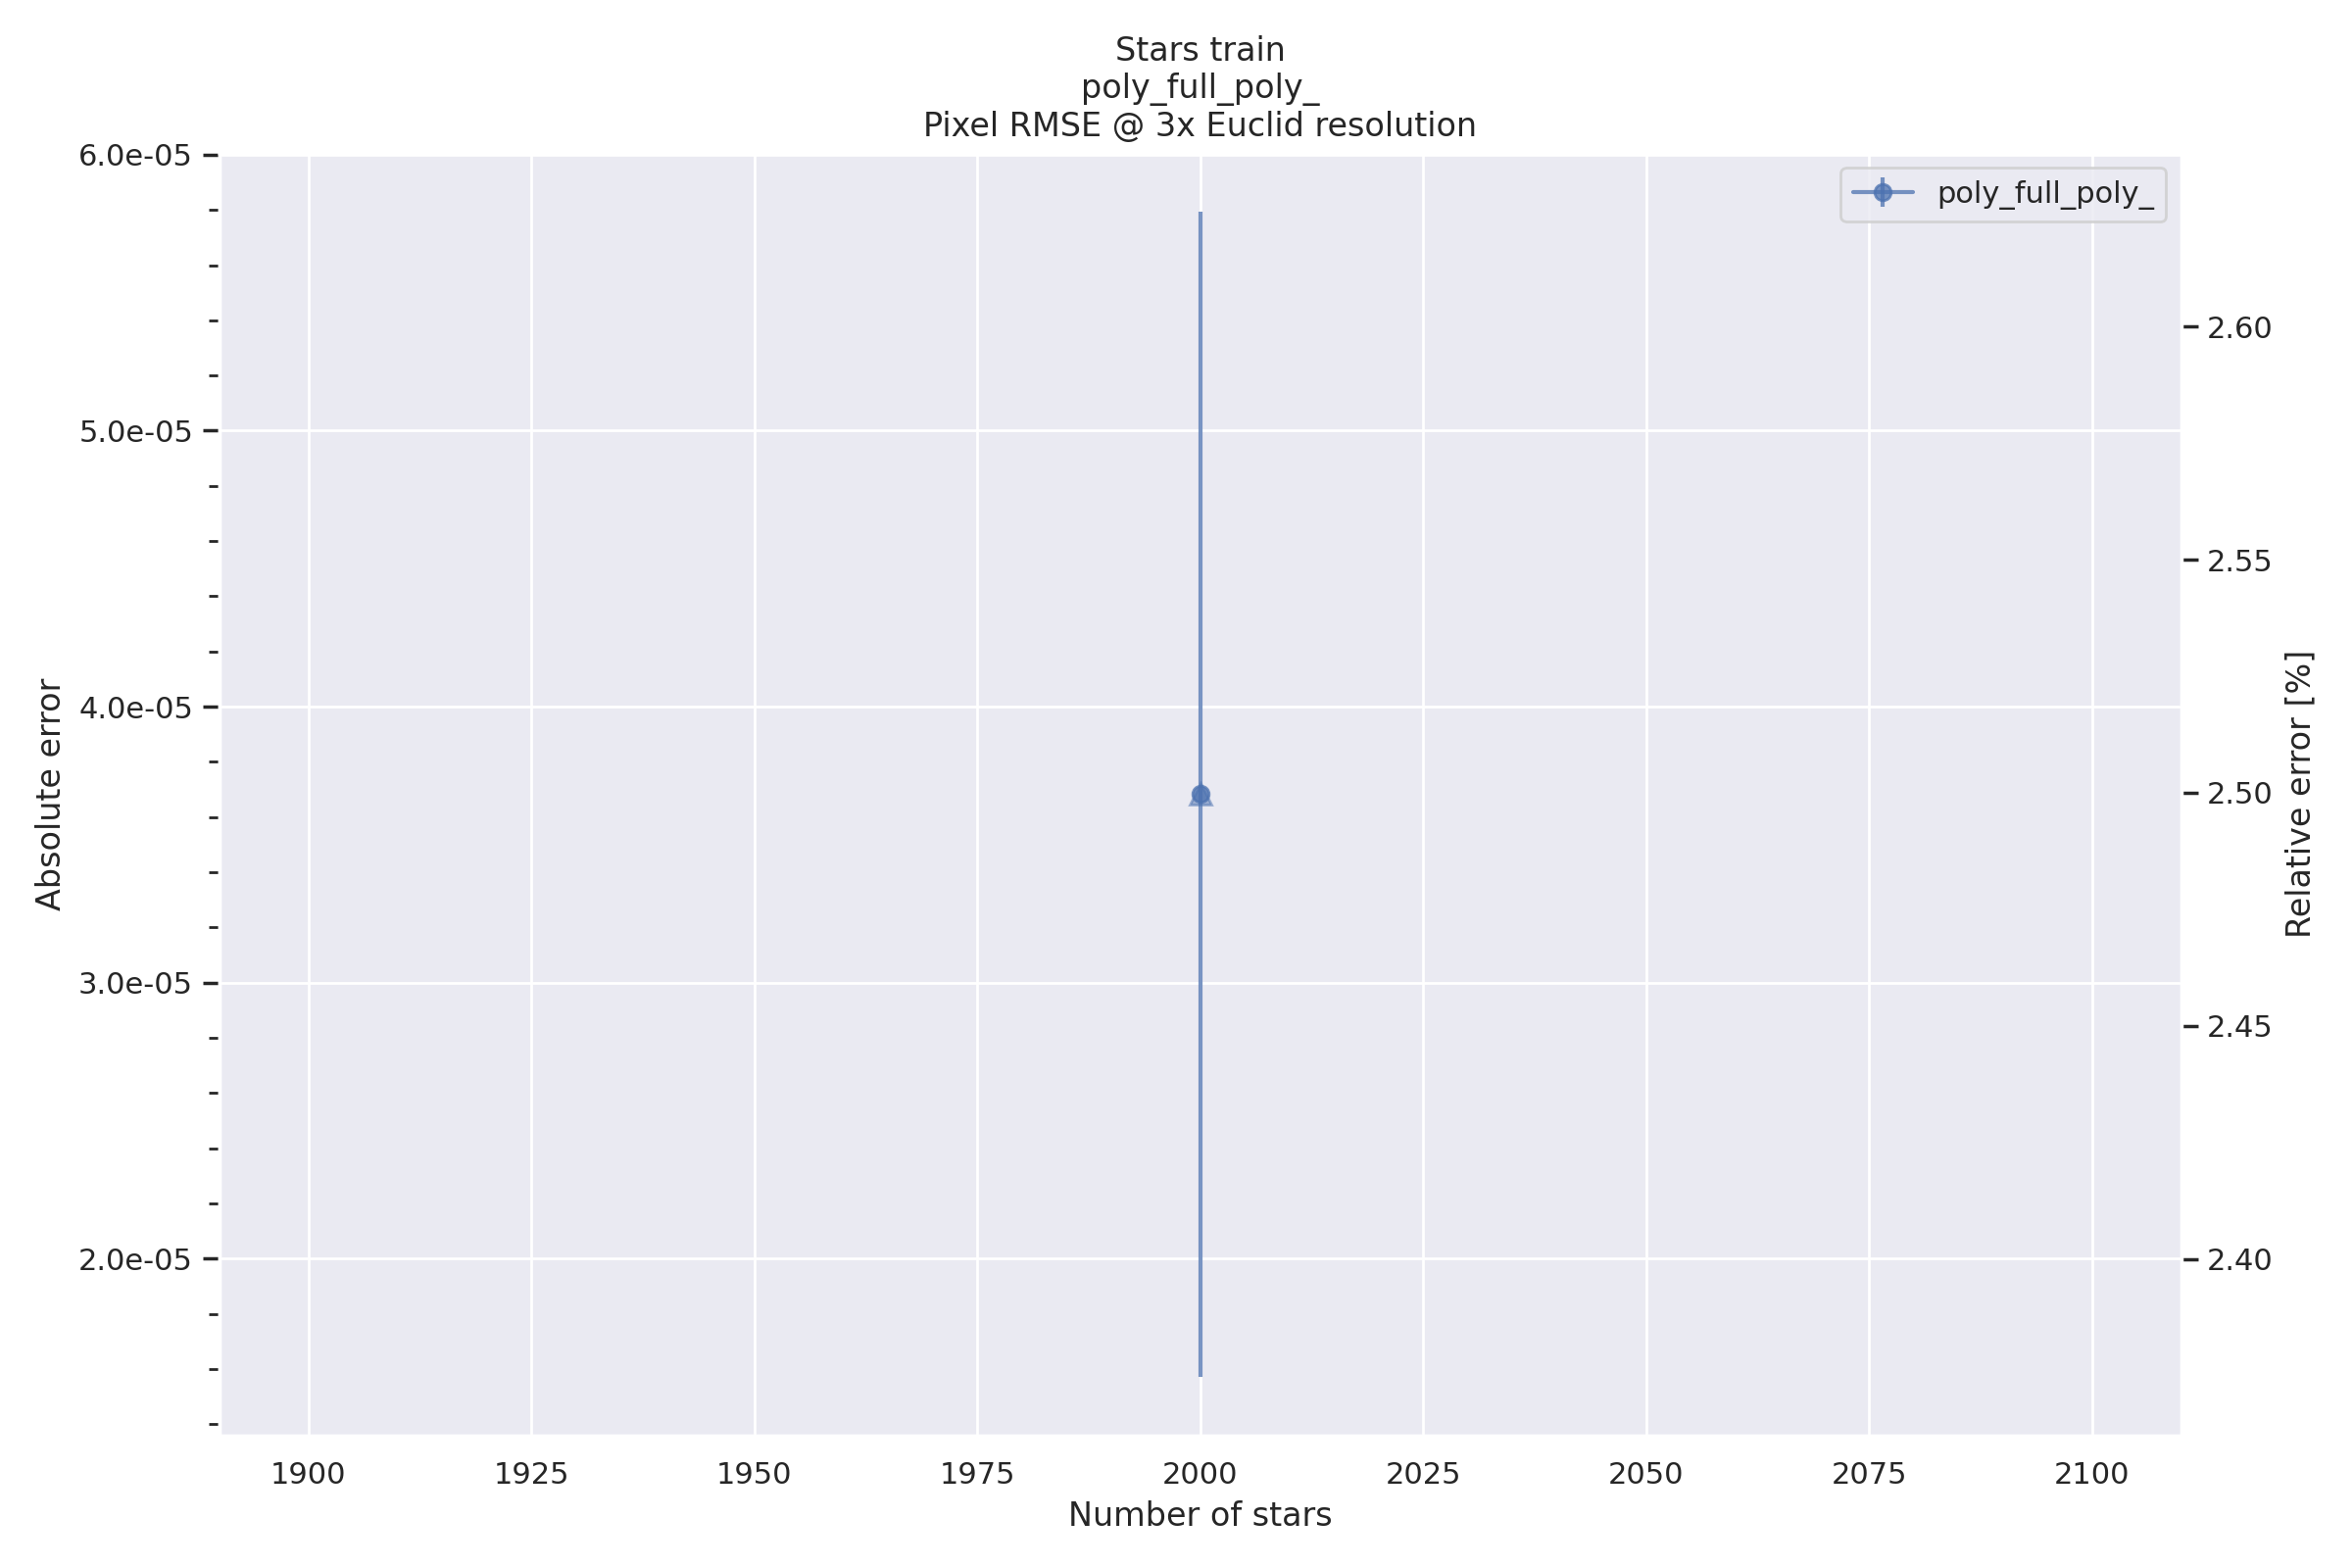 Stars train
poly_full_poly_
Pixel RMSE @ 3x Euclid resolution
poly_full_poly_
Absolute error
6.0e-05
5.0e-05
4.0e-05
3.0e-05
2.0e-05
2.60
2.55
2.50
2.45
2.40
Relative error [%]
1900 1925 1950 1975 2000 2025 2050 2075 2100
Number of stars